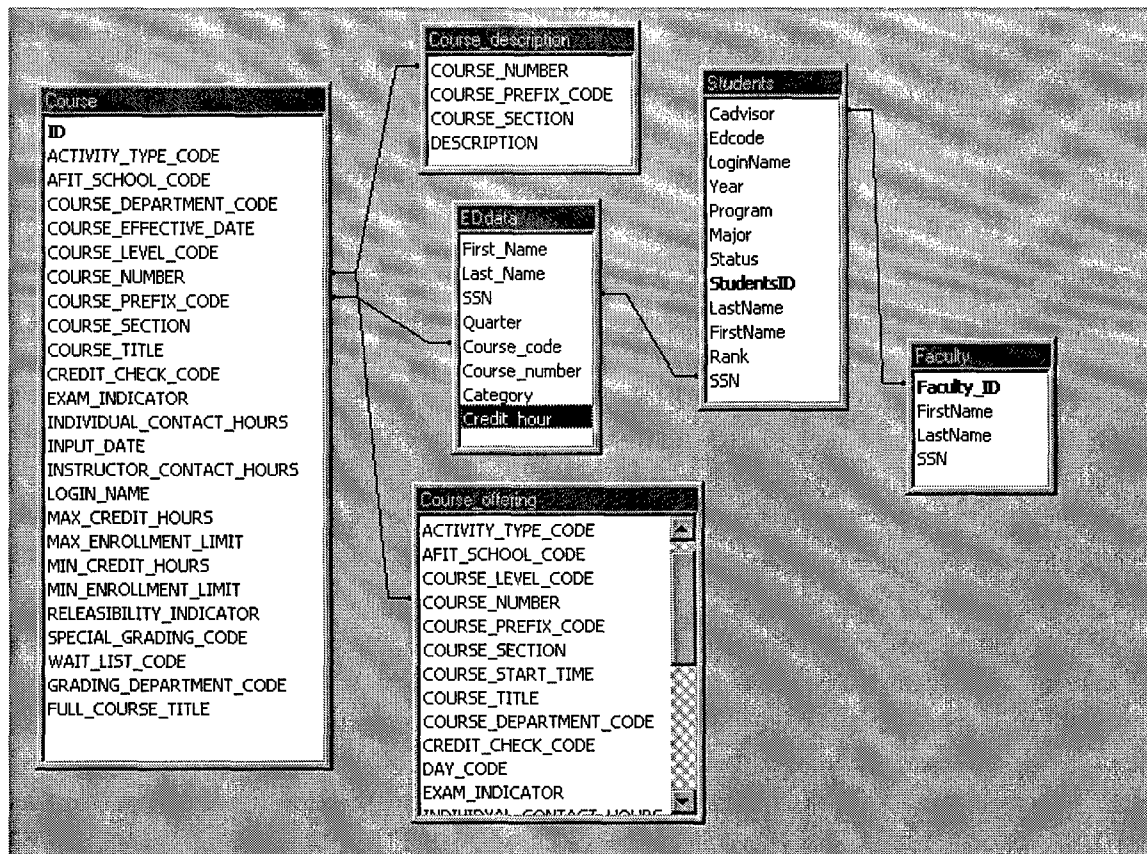 Course
ID
ACTIVITY_TYPE_CODE
AFIT_SCHOOL_CODE
COURSE_DEPARTMENT_CODE
COURSE_EFFECTIVE_DATE
COURSE_LEVEL_CODE
COURSE_NUMBER
COURSE_PREFIX_CODE
COURSE_SECTION
COURSE_TITLE
CREDIT_CHECK_CODE
EXAM_INDICATOR
INDIVIDUAL_CONTACT_HOURS
INPUT_DATE
INSTRUCTOR_CONTACT_HOURS
LOGIN_NAME
MAX_CREDIT_HOURS
MAX_ENROLLMENT_LIMIT
MIN_CREDIT_HOURS
MIN_ENROLLMENT_LIMIT
RELEASIBILITY_INDICATOR
SPECIAL_GRADING_CODE
WAIT_LIST_CODE
GRADING_DEPARTMENT_CODE
FULL_COURSE_TITLE
Course_description
COURSE_NUMBER
COURSE_PREFIX_CODE
COURSE_SECTION
DESCRIPTION
EDdata
First_Name
Last_Name
SSN
Quarter
Course_code
Course_number
Category
Credit_hour
Course_offering
ACTIVITY_TYPE_CODE
AFIT_SCHOOL_CODE
COURSE_LEVEL_CODE
COURSE_NUMBER
COURSE_PREFIX_CODE
COURSE_SECTION
COURSE_START_TIME
COURSE_TITLE
COURSE_DEPARTMENT_CODE
CREDIT_CHECK_CODE
DAY_CODE
EXAM_INDICATOR
Students
Cadvisor
Edcode
LoginName
Year
Program
Major
Status
StudentsID
LastName
FirstName
Rank
SSN
Faculty
Faculty_ID
FirstName
LastName
SSN